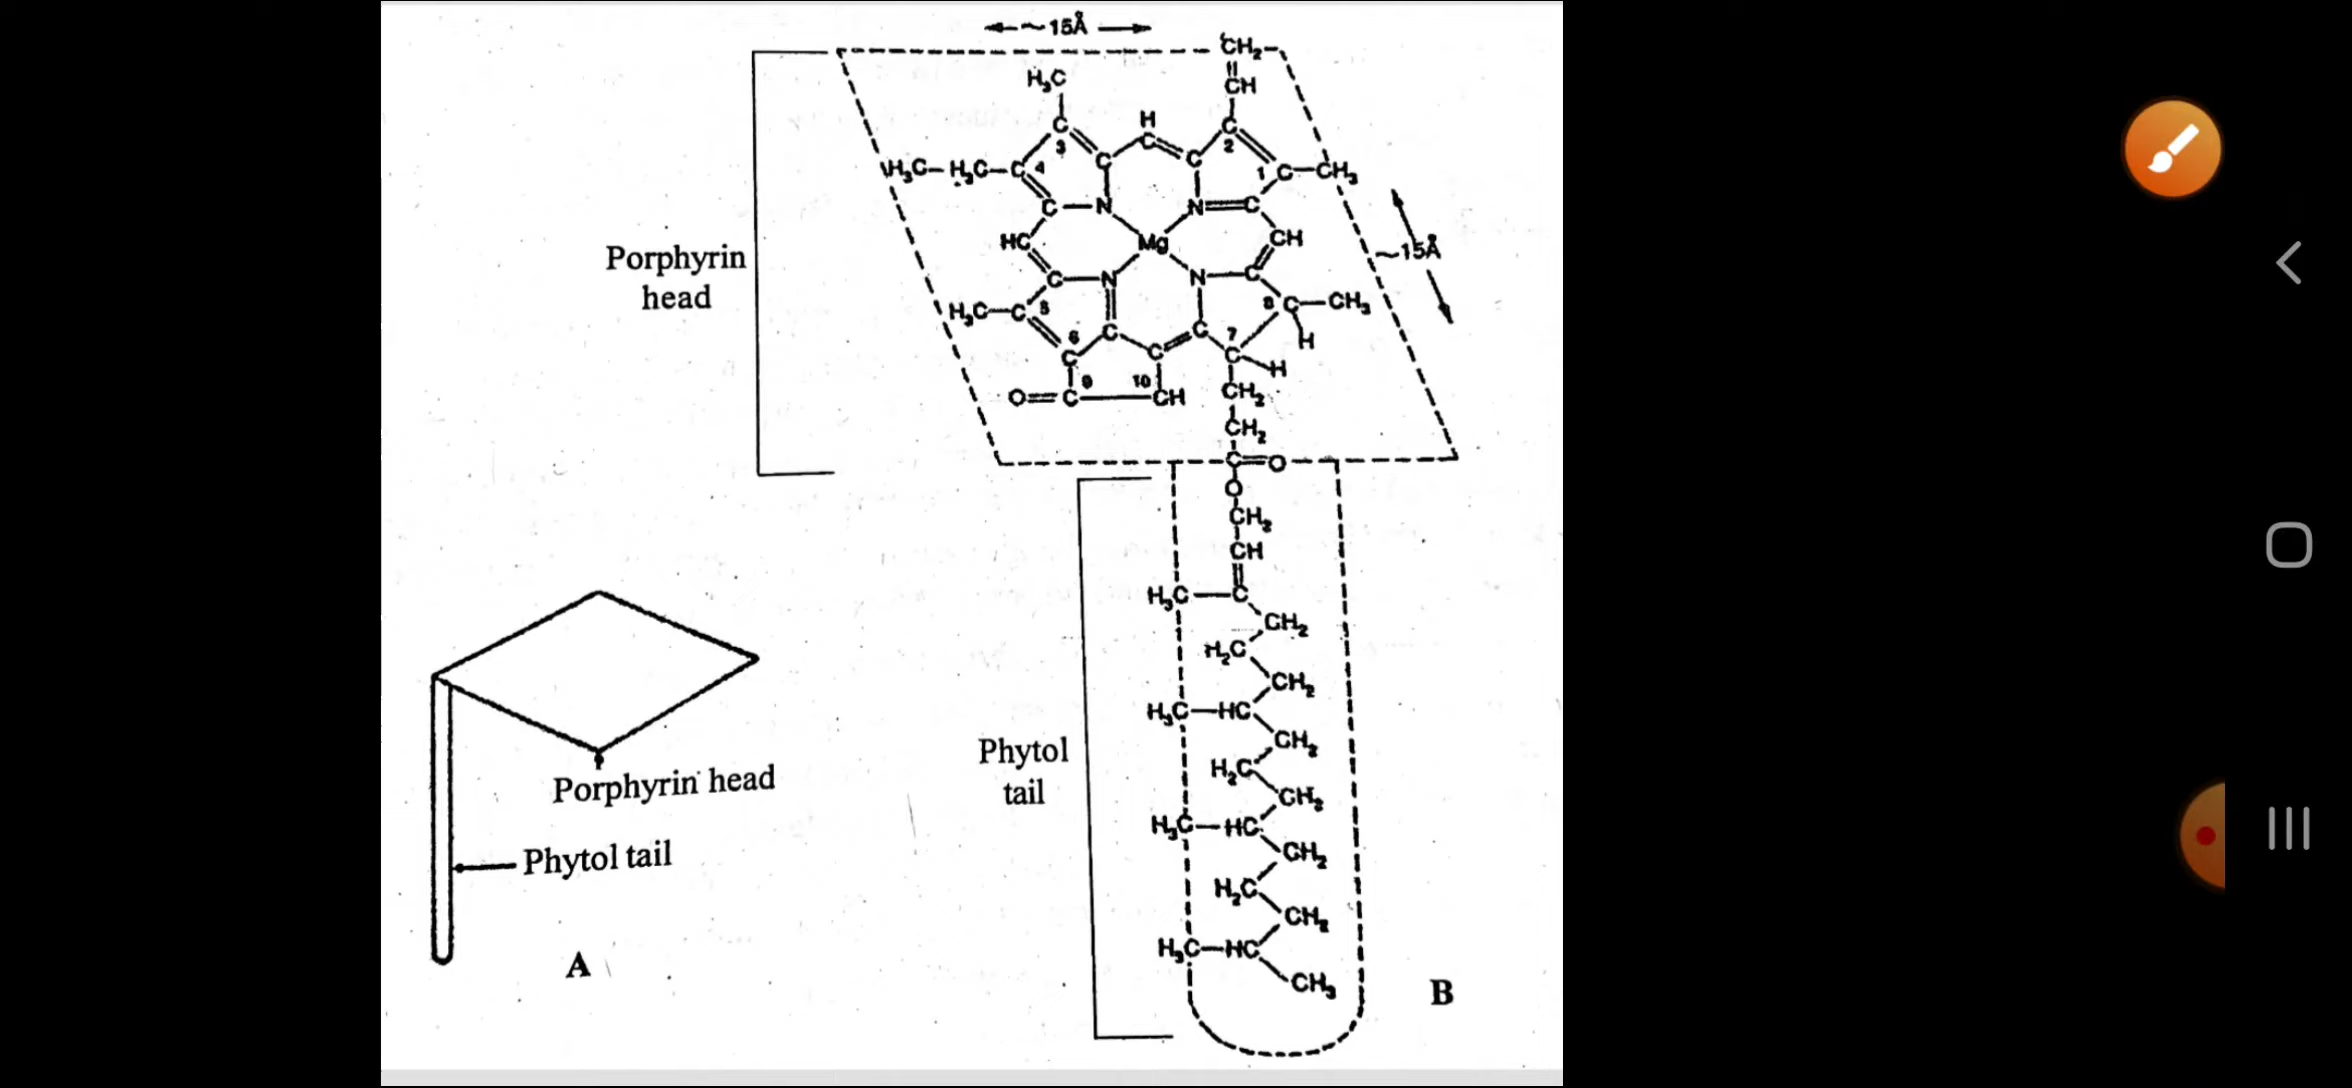 ~15Å
CH₂
H₃C
CH
C
H
C
3
2
C
C
C
H₃C–H₃C–C
4
1
C–CH₃
C–N
N=C
HC
Mg
CH
~15Å
Porphyrin
head
C–N
N–C
H₃C–C
5
8
C–CH₃
6
C
C
7
H
C
C
C
H
9
10
O=C
CH
CH₂
CH₂
C=O
O
CH₂
CH
H₃C–C
CH₂
H₂C
CH₂
H₃C–HC
CH₂
Phytol
tail
H₂C
CH₂
H₃C–HC
CH₂
H₂C
CH₂
H₃C–HC
CH₃
B
Porphyrin head
Phytol tail
A